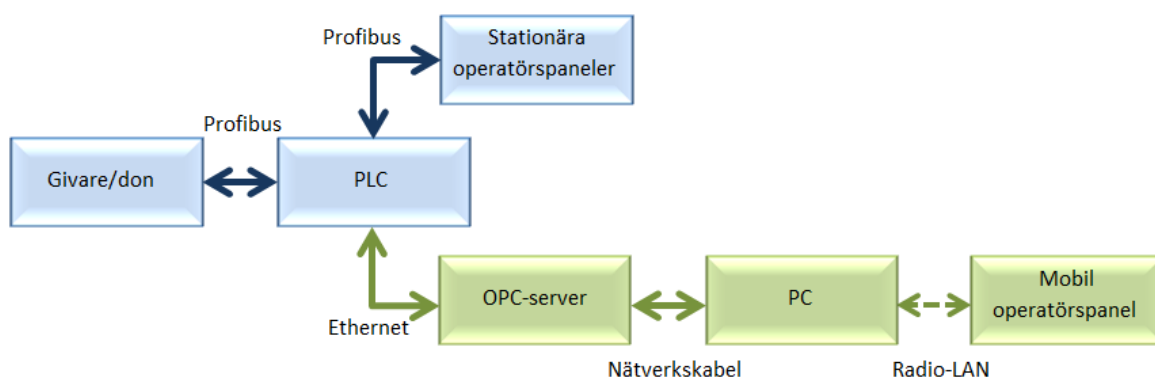 Profibus
Stationära
operatörspaneler
Profibus
Givare/don
PLC
OPC-server
PC
Mobil
operatörspanel
Ethernet
Nätverkskabel
Radio-LAN